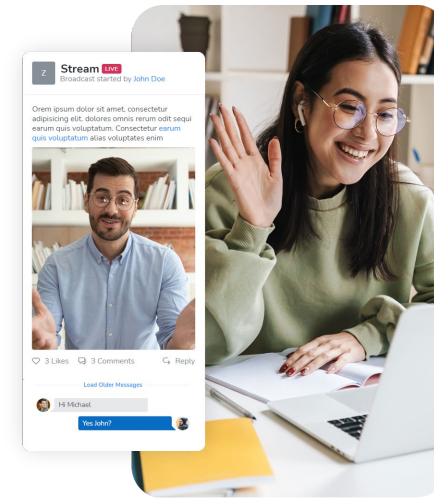 Z
Stream LIVE
Broadcast started by John Doe
Orem ipsum dolor sit amet, consectetur
adipisicing elit. dolores omnis rerum odit sequi
earum quis voluptatum. Consectetur earum
quis voluptatum alias voluptates enim
3 Likes 3 Comments Reply
Load Older Messages
Hi Michael
Yes John?